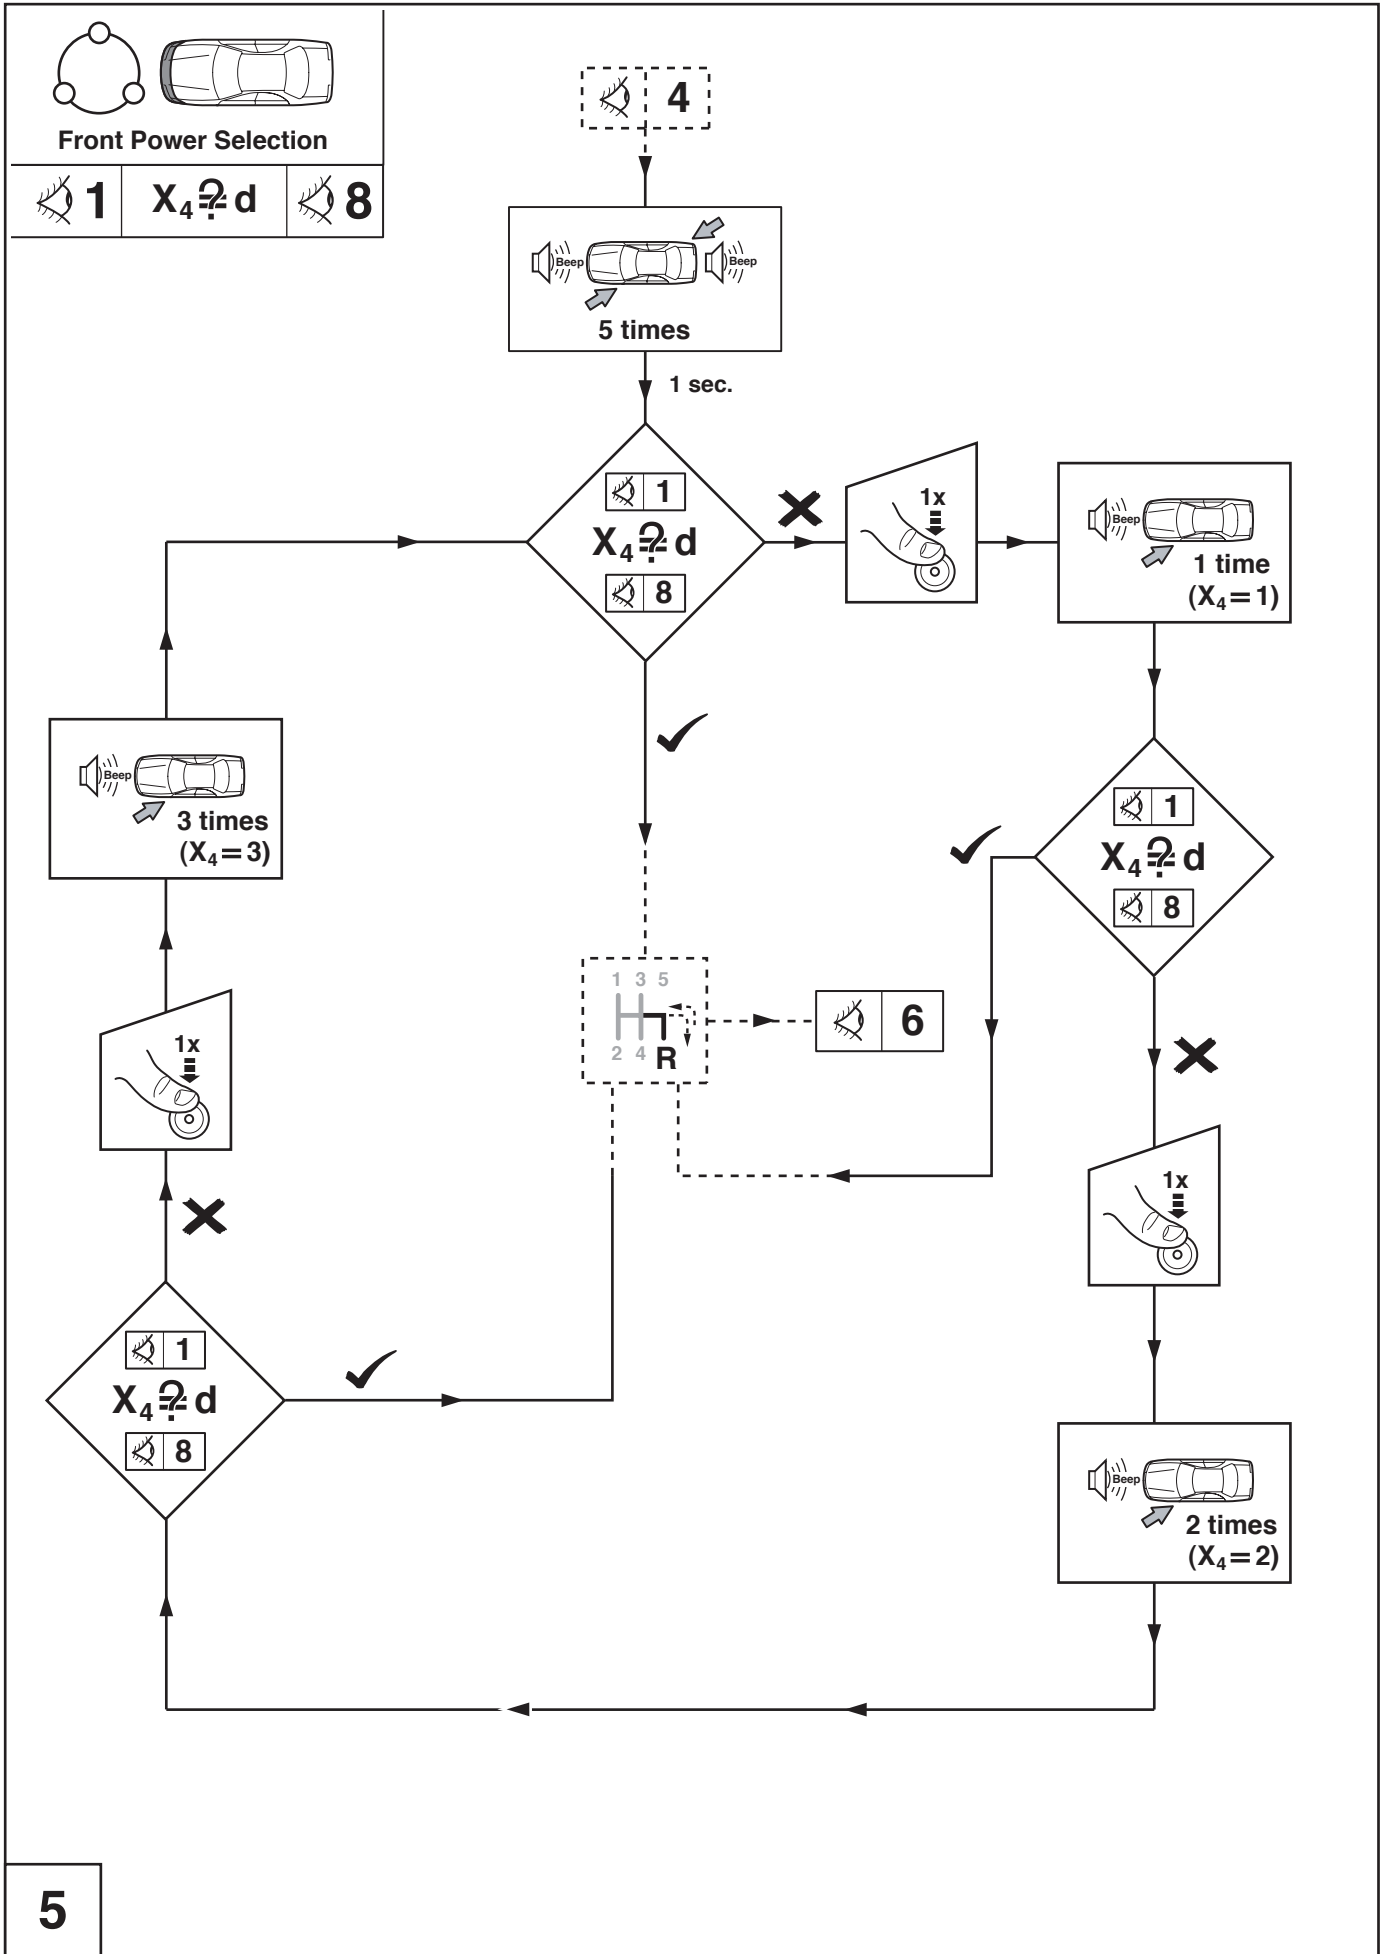 Front Power Selection
1 X₄ ≟ d 8
4
Beep Beep
5 times
1 sec.
1
X₄ ≟ d
8
1x
Beep
1 time
(X₄=1)
Beep
3 times
(X₄=3)
1
X₄ ≟ d
8
1 3 5
2 4 R
6
1x
1x
1
X₄ ≟ d
8
Beep
2 times
(X₄=2)
5